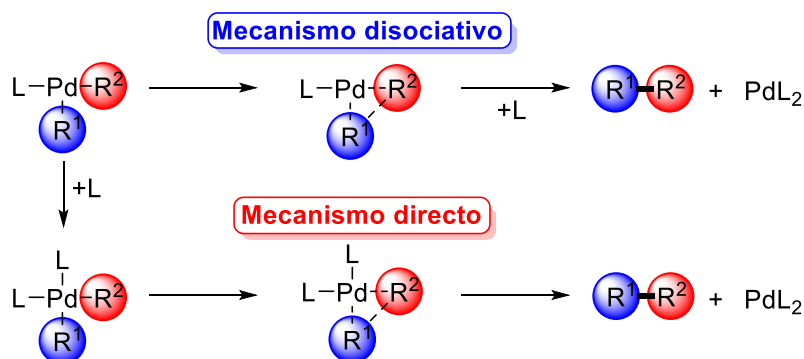 Mecanismo disociativo
L Pd R² L Pd R² R¹ R² + PdL₂
R¹ R¹ +L
+L
Mecanismo directo
L L
L Pd R² L Pd R² R¹ R² + PdL₂
R¹ R¹